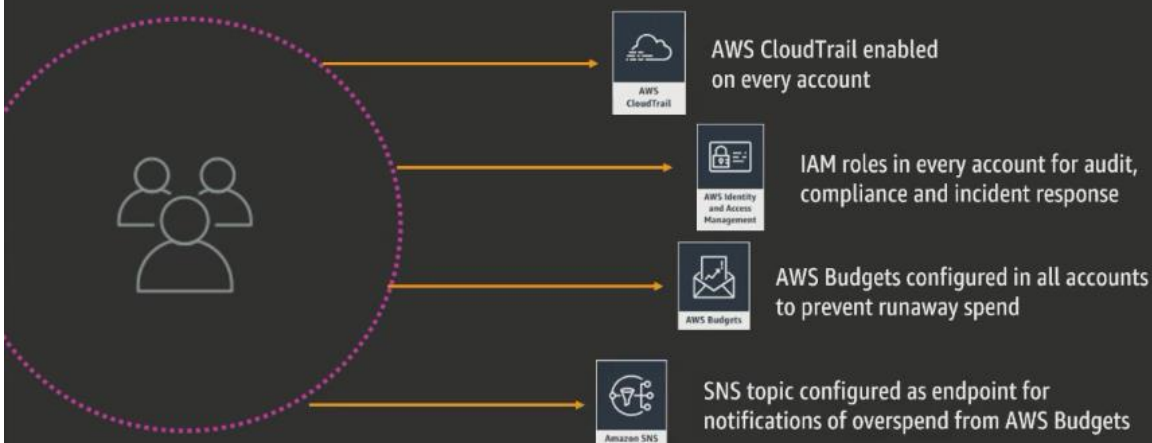 AWS
CloudTrail
AWS CloudTrail enabled
on every account
AWS Identity
and Access
Management
IAM roles in every account for audit,
compliance and incident response
AWS Budgets
AWS Budgets configured in all accounts
to prevent runaway spend
Amazon SNS
SNS topic configured as endpoint for
notifications of overspend from AWS Budgets